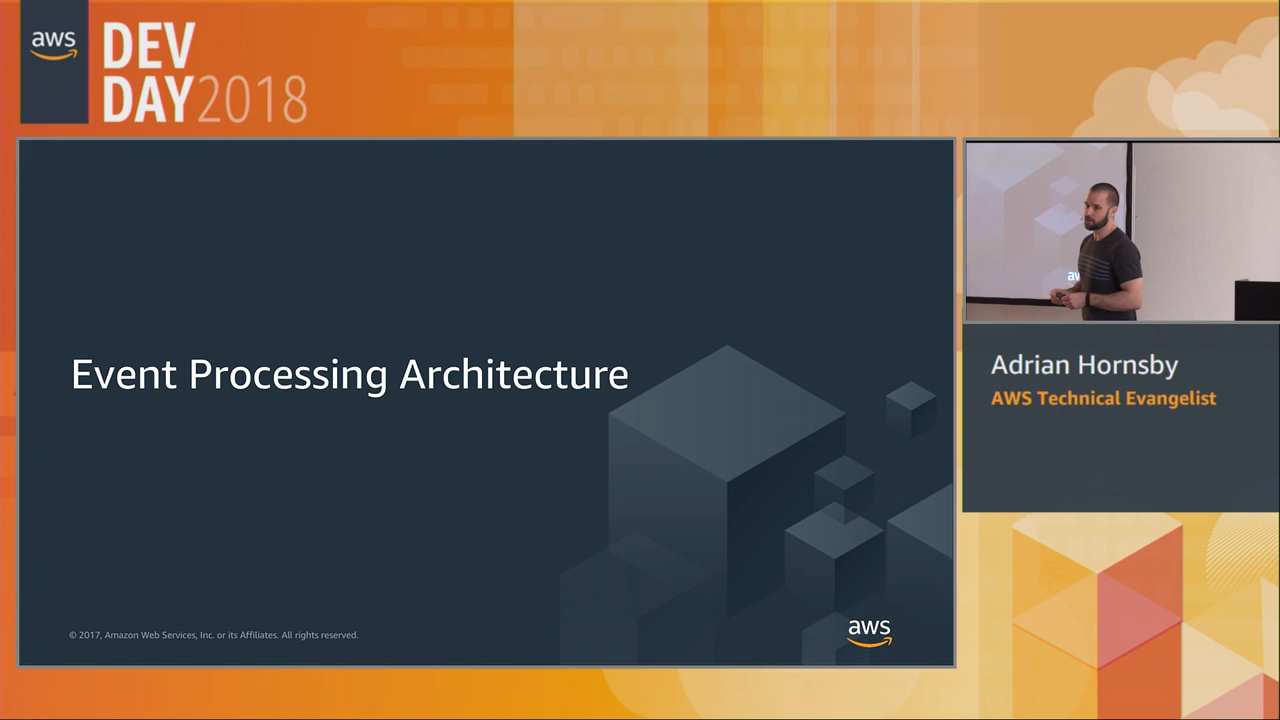 aws
DEV
DAY2018
Event Processing Architecture
© 2017, Amazon Web Services, Inc. or its Affiliates. All rights reserved.
aws
Adrian Hornsby
AWS Technical Evangelist